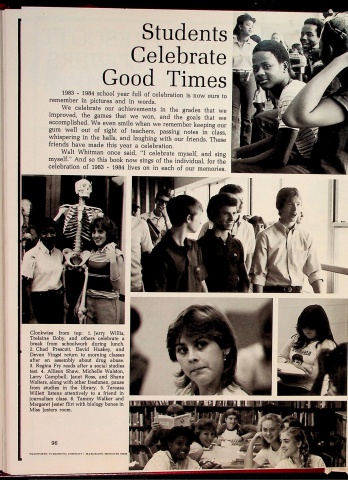 Students
Celebrate
Good Times
1983 - 1984 school year full of celebration is now ours to
remember in pictures and in words.
We celebrate our achievements in the grades that we
improved, the games that we won, and the goals that we
accomplished. We even smile when we remember keeping our
gum well out of sight of teachers, passing notes in class,
whispering in the halls, and laughing with our friends. These
friends have made this year a celebration.
Walt Whitman once said, "I celebrate myself, and sing
myself." And so this book now sings of the individual, for the
celebration of 1983 - 1984 lives on in each of our memories.
Clockwise from top: 1. Jerry Willis,
Trefaina Doby, and others celebrate a
break from schoolwork during lunch.
2. Chad Prescott, David Huskey, and
Devon Yingst return to morning classes
after an assembly about drug abuse.
3. Regina Fry reads after a social studies
test. 4. Allison Shaw, Michelle Walston,
Larry Campbell, Janet Ross, and Shane
Walters, along with other freshmen, pause
from studies in the library. 5. Teressa
Willett listens attentively to a friend in
journalism class. 6. Tammy Walker and
Margaret Jester flirt with biology bones in
Miss Jesters room.
96